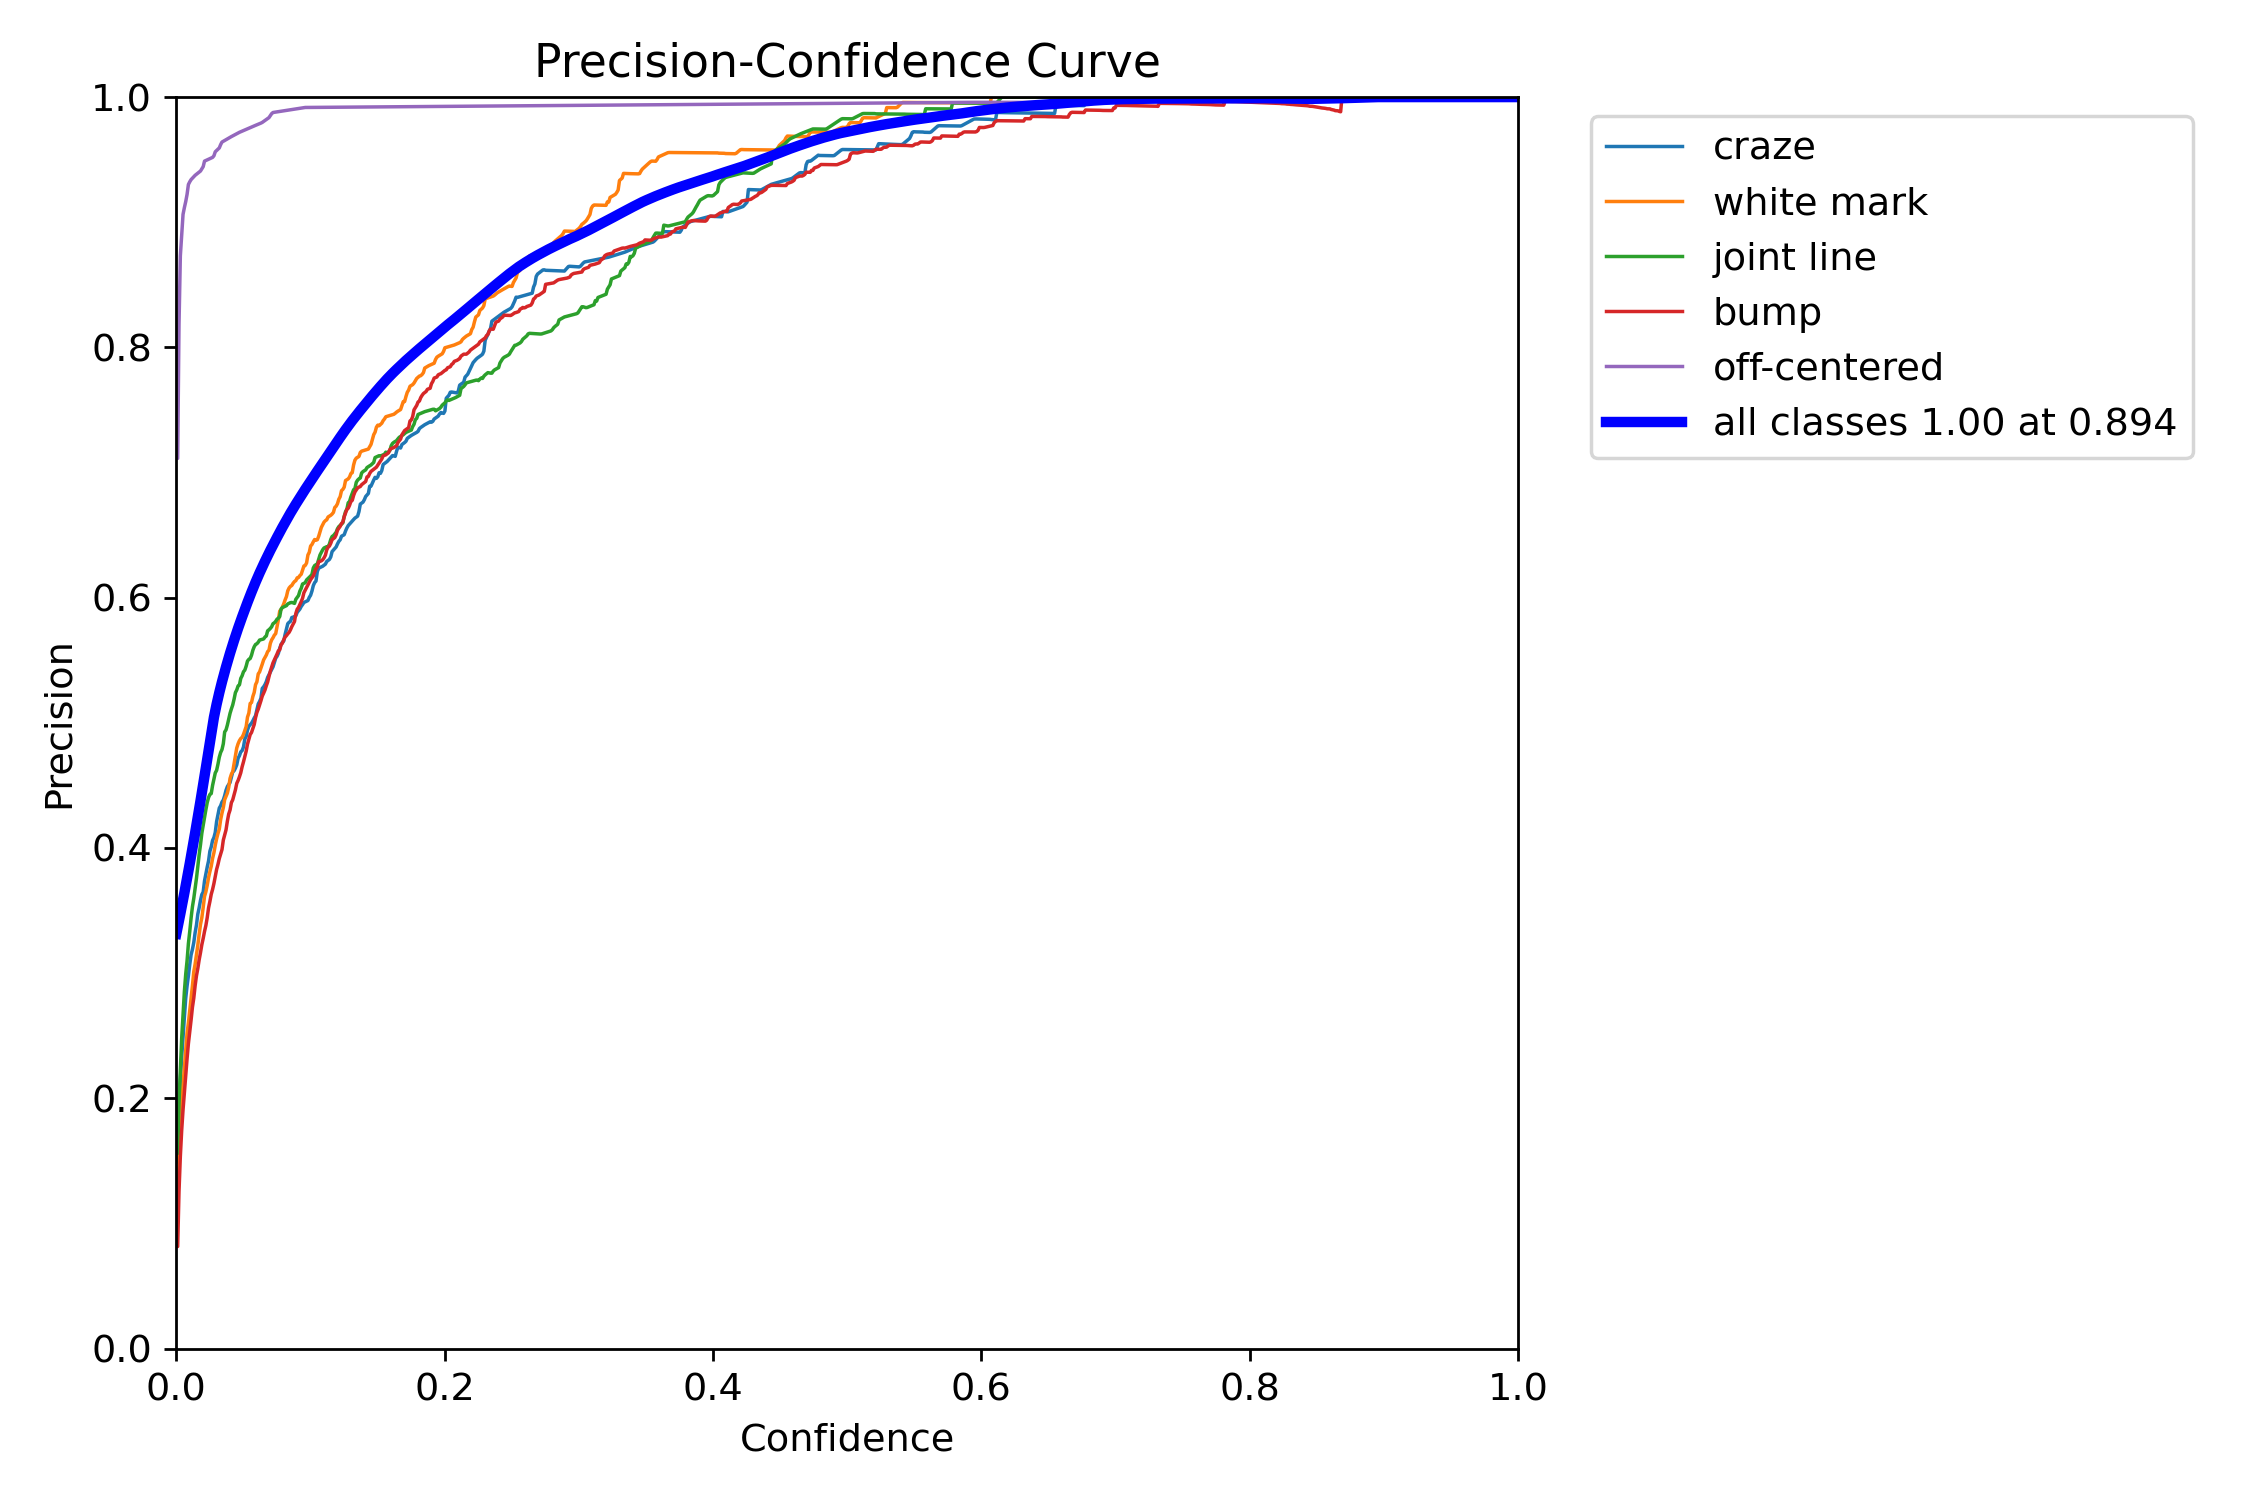 Precision-Confidence Curve
1.0
0.8
0.6
0.4
0.2
0.0
Precision
0.0 0.2 0.4 0.6 0.8 1.0
Confidence
craze
white mark
joint line
bump
off-centered
all classes 1.00 at 0.894